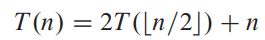 T(n) = 2T(⌊n/2⌋) + n